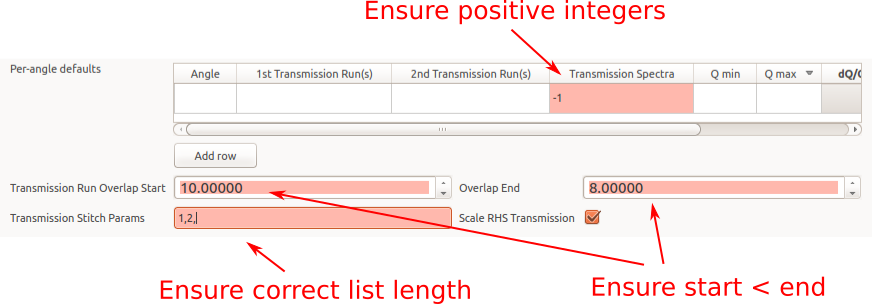 Ensure positive integers
Per-angle defaults
Angle 1st Transmission Run(s) 2nd Transmission Run(s) Transmission Spectra Q min Q max
-1
Add row
Transmission Run Overlap Start 10.00000 Overlap End 8.00000
Transmission Stitch Params 1,2, Scale RHS Transmission
Ensure correct list length
Ensure start < end